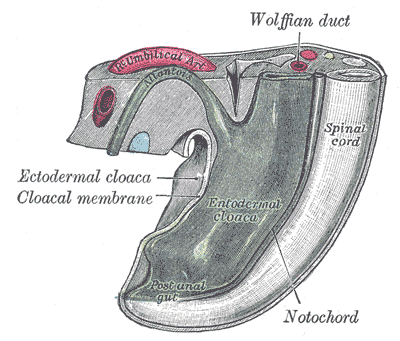 Wolffian duct
R. Umbilical Art.
Allantois
Spinal
cord
Ectodermal cloaca
Cloacal membrane
Entodermal
cloaca
Post anal
gut
Notochord